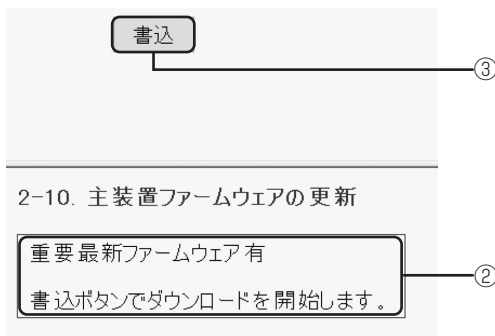 書込
③
2-10. 主装置ファームウェアの更新
重要最新ファームウェア有
②
書込ボタンでダウンロードを開始します。